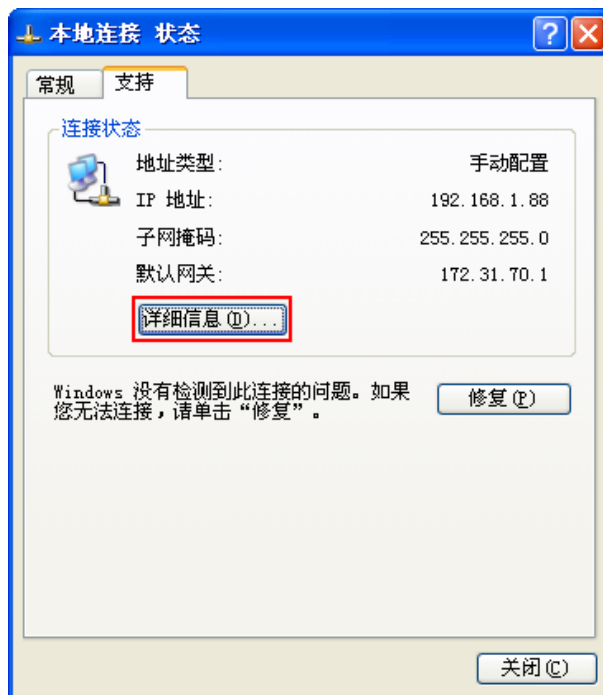 本地连接 状态
常规
支持
连接状态
地址类型: 手动配置
IP 地址: 192.168.1.88
子网掩码: 255.255.255.0
默认网关: 172.31.70.1
详细信息(D)...
Windows 没有检测到此连接的问题。如果
您无法连接，请单击“修复”。
修复(P)
关闭(C)